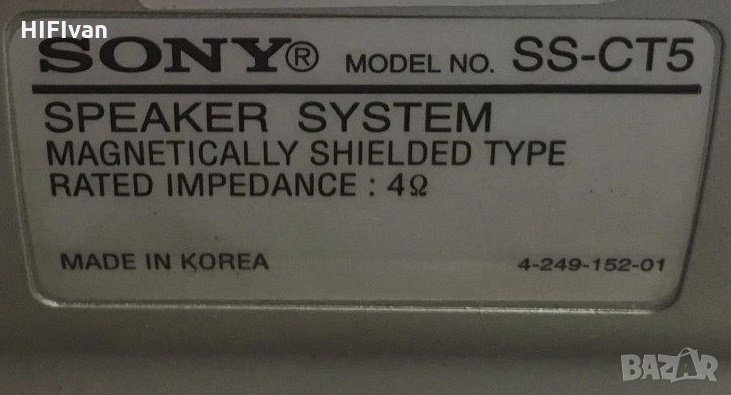 HIFIvan
SONY® MODEL NO. SS-CT5
SPEAKER SYSTEM
MAGNETICALLY SHIELDED TYPE
RATED IMPEDANCE : 4Ω
MADE IN KOREA 4-249-152-01
BAZAR